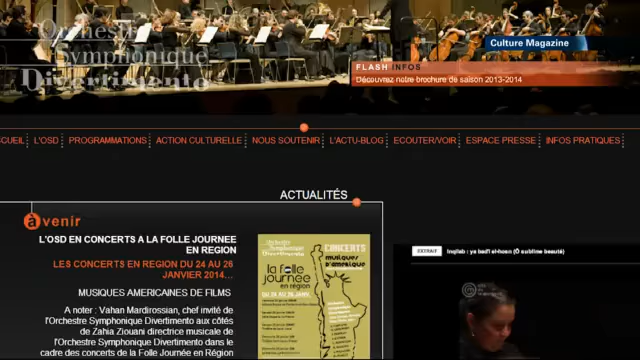 Orchestre
Symphonique
Divertimento
Culture Magazine
FLASH INFOS
Découvrez notre brochure de saison 2013-2014
CUEIL L'OSD PROGRAMMATIONS ACTION CULTURELLE NOUS SOUTENIR L'ACTU-BLOG ECOUTER/VOIR ESPACE PRESSE INFOS PRATIQUES
ACTUALITÉS
à venir
L'OSD EN CONCERTS A LA FOLLE JOURNEE
EN REGION
LES CONCERTS EN REGION DU 24 AU 26
JANVIER 2014…
MUSIQUES AMERICAINES DE FILMS
A noter : Vahan Mardirossian, chef invité de
l'Orchestre Symphonique Divertimento aux côtés
de Zahia Ziouani directrice musicale de
l'Orchestre Symphonique Divertimento dans le
cadre des concerts de la Folle Journée en Région
Orchestre
Symphonique
Divertimento
CONCERTS
MUSIQUES
D'AMERIQUE
la folle
journée
en région
EXTRAIT Inqilab : ya badî el-hosn (Ô sublime beauté)